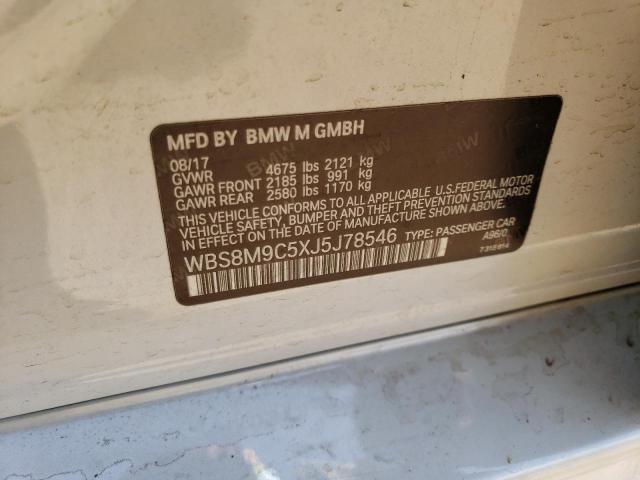 MFD BY BMW M GMBH
08/17
GVWR 4675 lbs 2121 kg
GAWR FRONT 2185 lbs 991 kg
GAWR REAR 2580 lbs 1170 kg
THIS VEHICLE CONFORMS TO ALL APPLICABLE U.S.FEDERAL MOTOR
VEHICLE SAFETY, BUMPER AND THEFT PREVENTION STANDARDS
IN EFFECT ON THE DATE OF MANUFACTURE SHOWN ABOVE.
WBS8M9C5XJ5J78546 TYPE: PASSENGER CAR
A96/0